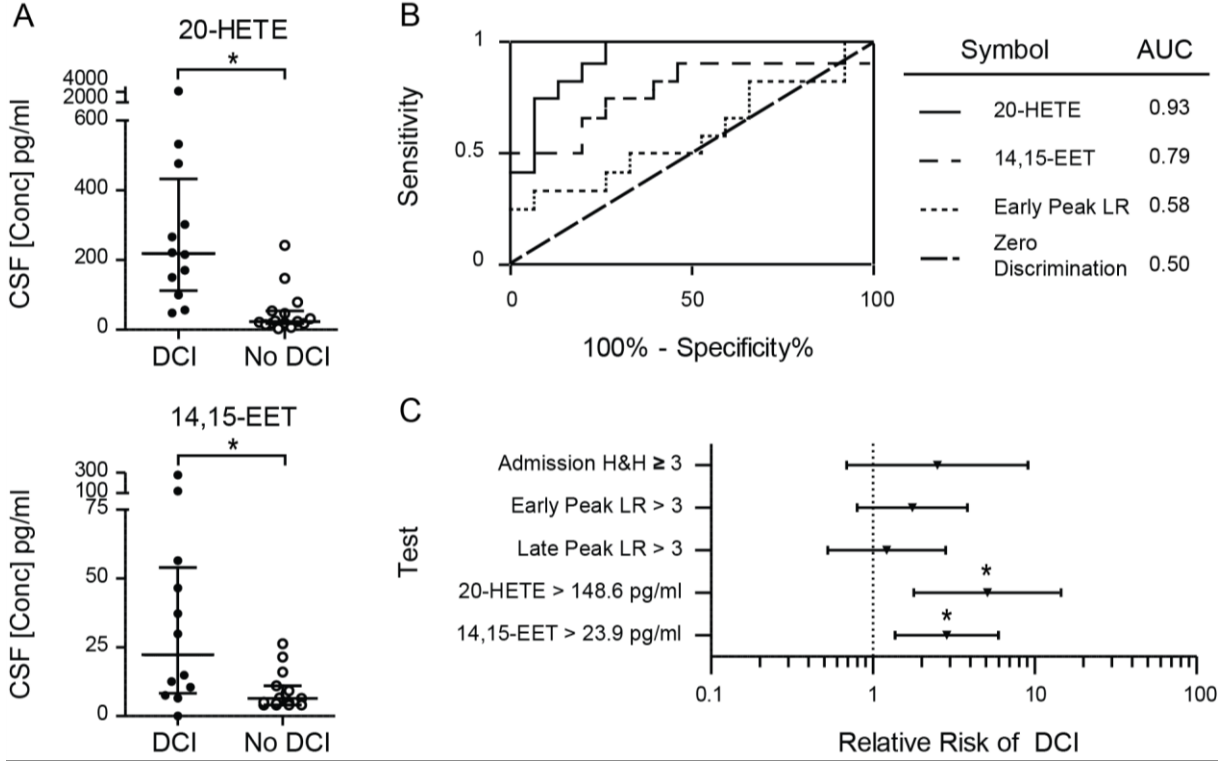 A
20-HETE
*
CSF [Conc] pg/ml
4000
2000
600
400
200
0
DCI No DCI
14,15-EET
*
CSF [Conc] pg/ml
300
100
75
50
25
0
DCI No DCI
B
Sensitivity
1
0.5
0
0 50 100
100% - Specificity%
Symbol AUC
20-HETE 0.93
14,15-EET 0.79
Early Peak LR 0.58
Zero
Discrimination 0.50
C
Test
Admission H&H ≥ 3
Early Peak LR > 3
Late Peak LR > 3
*
20-HETE > 148.6 pg/ml
*
14,15-EET > 23.9 pg/ml
0.1 1 10 100
Relative Risk of DCI